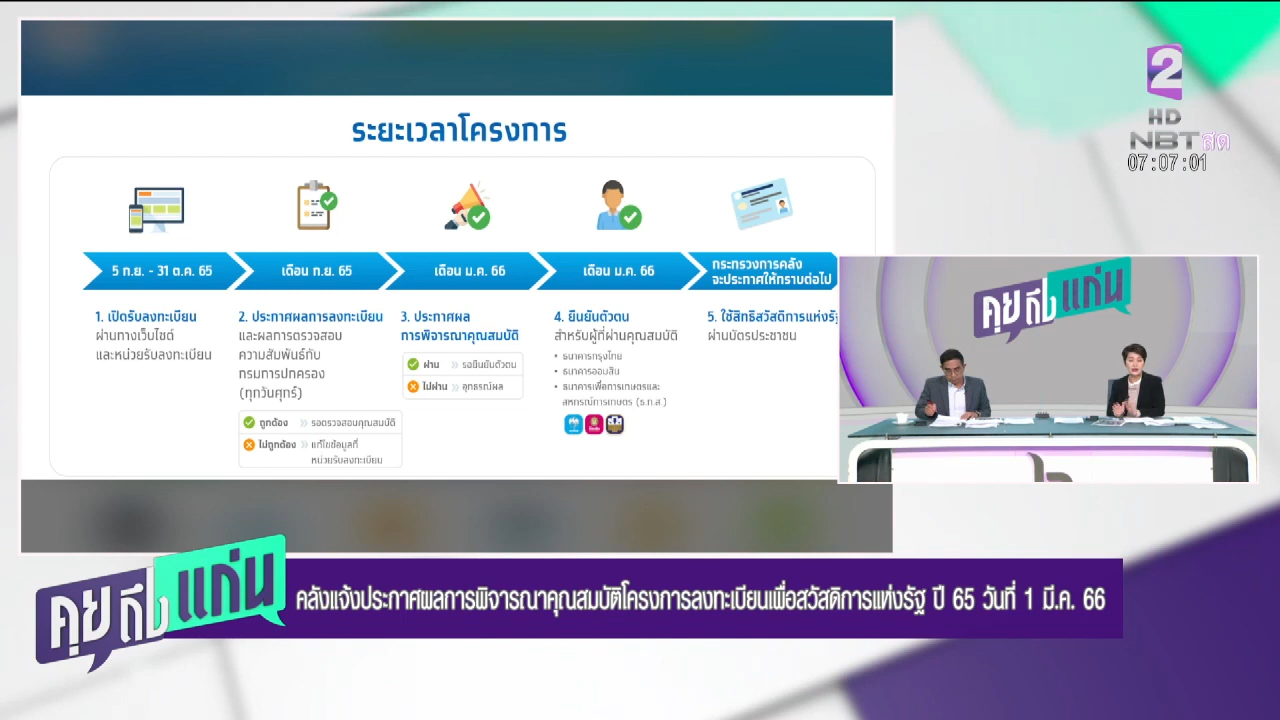 ระยะเวลาโครงการ
2
HD
NBT สด
07:07:01
5 ก.ย. - 31 ต.ค. 65
เดือน ก.ย. 65
เดือน ม.ค. 66
เดือน ม.ค. 66
กระทรวงการคลัง
จะประกาศให้ทราบต่อไป
1. เปิดรับลงทะเบียน
ผ่านทางเว็บไซต์
และหน่วยรับลงทะเบียน
2. ประกาศผลการลงทะเบียน
และผลการตรวจสอบ
ความสัมพันธ์กับ
กรมการปกครอง
(ทุกวันศุกร์)
ถูกต้อง » รอตรวจสอบคุณสมบัติ
ไม่ถูกต้อง » แก้ไขข้อมูลที่
หน่วยรับลงทะเบียน
3. ประกาศผล
การพิจารณาคุณสมบัติ
ผ่าน » รอยืนยันตัวตน
ไม่ผ่าน » อุทธรณ์ผล
4. ยืนยันตัวตน
สำหรับผู้ที่ผ่านคุณสมบัติ
• ธนาคารกรุงไทย
• ธนาคารออมสิน
• ธนาคารเพื่อการเกษตรและ
สหกรณ์การเกษตร (ธ.ก.ส.)
5. ใช้สิทธิสวัสดิการแห่งรัฐ
ผ่านบัตรประชาชน
คุยถึงแก่น
คุยถึงแก่น
คลังแจ้งประกาศผลการพิจารณาคุณสมบัติโครงการลงทะเบียนเพื่อสวัสดิการแห่งรัฐ ปี 65 วันที่ 1 มี.ค. 66